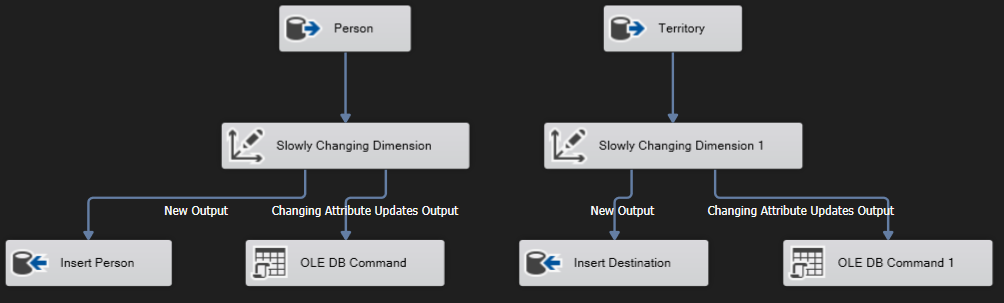 Person
Territory
Slowly Changing Dimension
Slowly Changing Dimension 1
New Output
Changing Attribute Updates Output
New Output
Changing Attribute Updates Output
Insert Person
OLE DB Command
Insert Destination
OLE DB Command 1